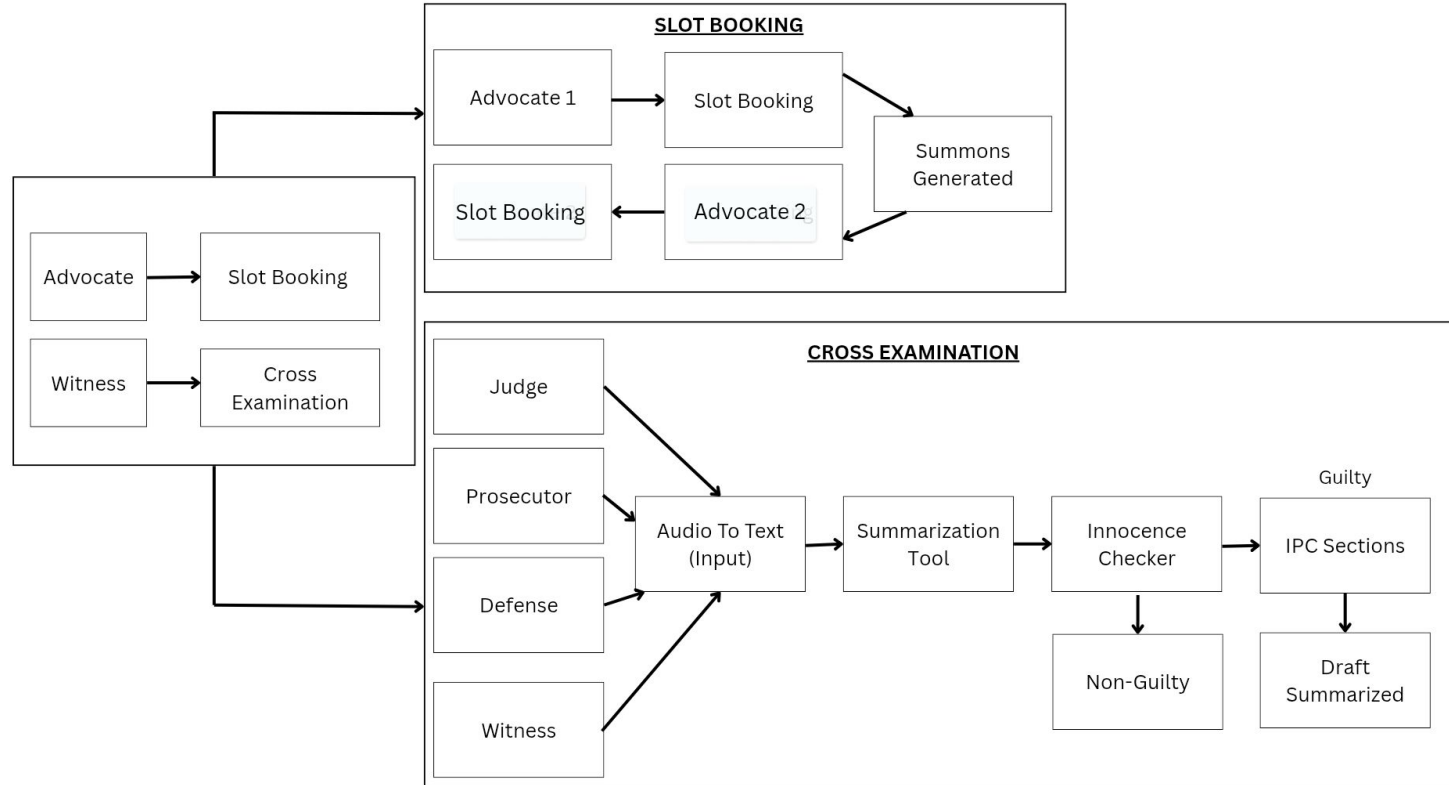 SLOT BOOKING
Advocate 1
Slot Booking
Summons
Generated
Slot Booking
Advocate 2
Advocate
Slot Booking
Witness
Cross
Examination
CROSS EXAMINATION
Judge
Prosecutor
Defense
Witness
Audio To Text
(Input)
Summarization
Tool
Innocence
Checker
Guilty
IPC Sections
Non-Guilty
Draft
Summarized